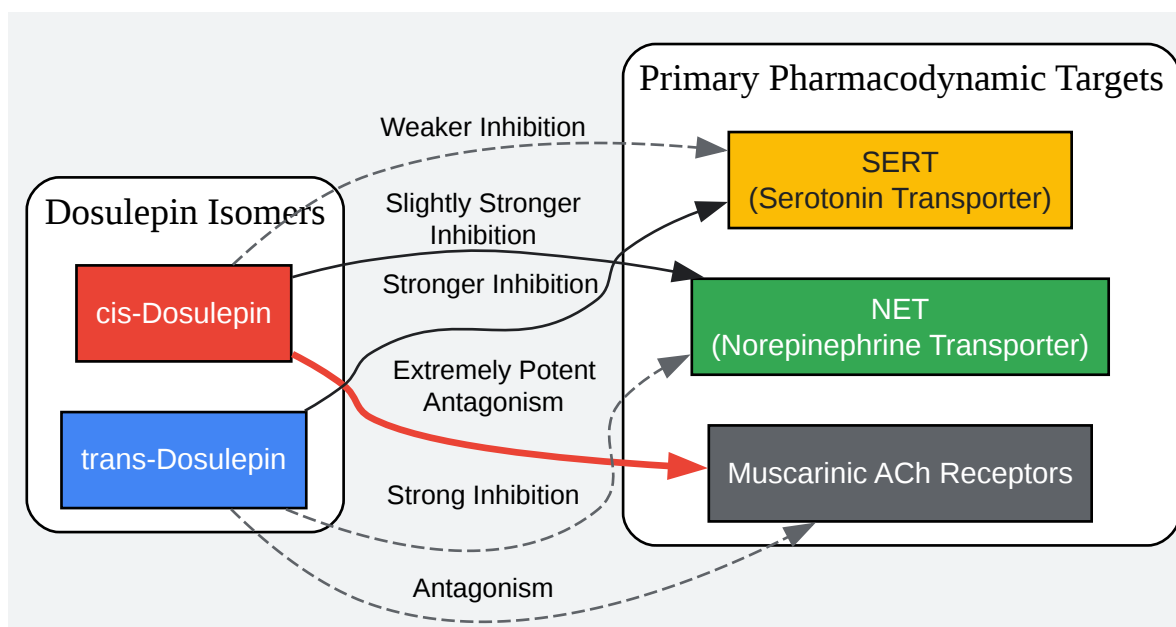 Primary Pharmacodynamic Targets
Weaker Inhibition
SERT
(Serotonin Transporter)
Dosulepin Isomers
Slightly Stronger
Inhibition
Stronger Inhibition
cis-Dosulepin
NET
(Norepinephrine Transporter)
Extremely Potent
Antagonism
trans-Dosulepin
Muscarinic ACh Receptors
Strong Inhibition
Antagonism